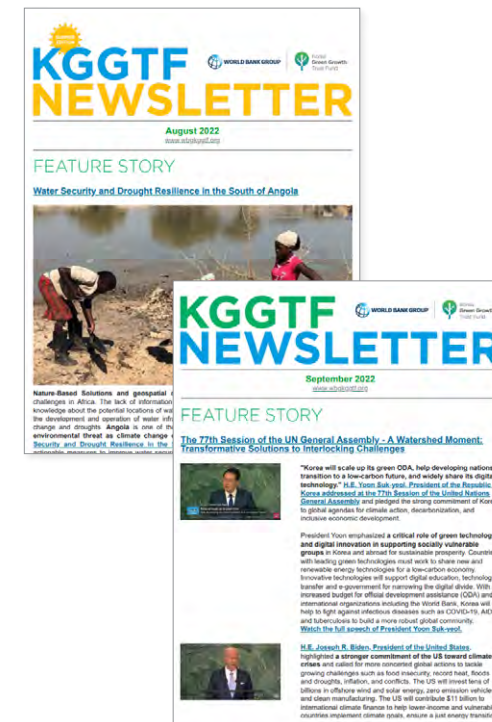 SUMMER
EDITION
KGGTF
WORLD BANK GROUP
Korea
Green Growth
Trust Fund
NEWSLETTER
August 2022
www.wbgkggtf.org
FEATURE STORY
Water Security and Drought Resilience in the South of Angola
Nature-Based Solutions and geospatial
challenges in Africa. The lack of information
knowledge about the potential locations of wa
the development and operation of water inf
change and droughts. Angola is one of th
environmental threat as climate change
Security and Drought Resilience in the
KGGTF
WORLD BANK GROUP
Korea
Green Growth
Trust Fund
NEWSLETTER
September 2022
www.wbgkggtf.org
FEATURE STORY
The 77th Session of the UN General Assembly - A Watershed Moment:
Transformative Solutions to Interlocking Challenges
"Korea will scale up its green ODA, help developing nations
transition to a low-carbon future, and widely share its digita
technology." H.E. Yoon Suk-yeol, President of the Republic
Korea addressed at the 77th Session of the United Nations
General Assembly and pledged the strong commitment of Kore
to global agendas for climate action, decarbonization, and
inclusive economic development.
President Yoon emphasized a critical role of green technolog
and digital innovation in supporting socially vulnerable
groups in Korea and abroad for sustainable prosperity. Countrie
with leading green technologies must work to share new and
renewable energy technologies for a low-carbon economy.
Innovative technologies will support digital education, technolog
transfer and e-government for narrowing the digital divide. With
increased budget for official development assistance (ODA) and
international organizations including the World Bank, Korea will
help to fight against infectious diseases such as COVID-19, AID
and tuberculosis to build a more robust global community.
Watch the full speech of President Yoon Suk-yeol.
H.E. Joseph R. Biden, President of the United States,
highlighted a stronger commitment of the US toward climate
crises and called for more concerted global actions to tackle
growing challenges such as food insecurity, record heat, floods
and droughts, inflation, and conflicts. The US will invest tens of
billions in offshore wind and solar energy, zero emission vehicle
and clean manufacturing. The US will contribute $11 billion to
international climate finance to help lower-income and vulnerab
countries implement climate goals, ensure a just energy transiti